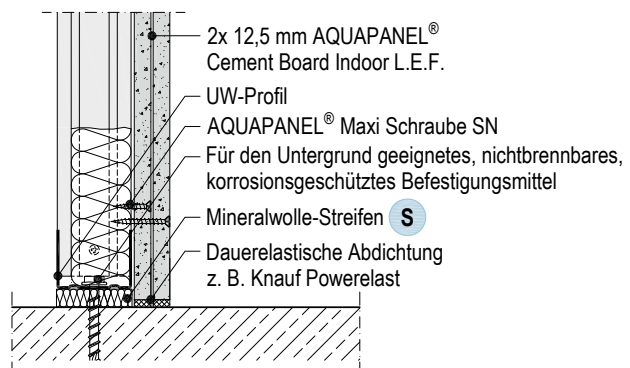 2x 12,5 mm AQUAPANEL®
Cement Board Indoor L.E.F.
UW-Profil
AQUAPANEL® Maxi Schraube SN
Für den Untergrund geeignetes, nichtbrennbares,
korrosionsgeschütztes Befestigungsmittel
Mineralwolle-Streifen S
Dauerelastische Abdichtung
z. B. Knauf Powerelast